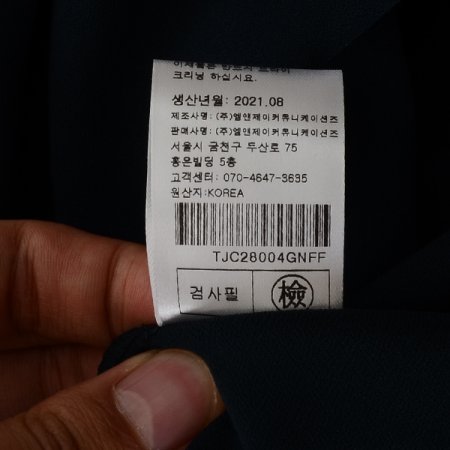 크리닝 하십시요.
생산년월: 2021.08
제조사명: (주)엘앤제이커뮤니케이션즈
판매사명: (주)엘앤제이커뮤니케이션즈
서울시 금천구 두산로 75
홍은빌딩 5층
고객센터: 070-4647-3635
원산지:KOREA
TJC28004GNFF
검사필 檢